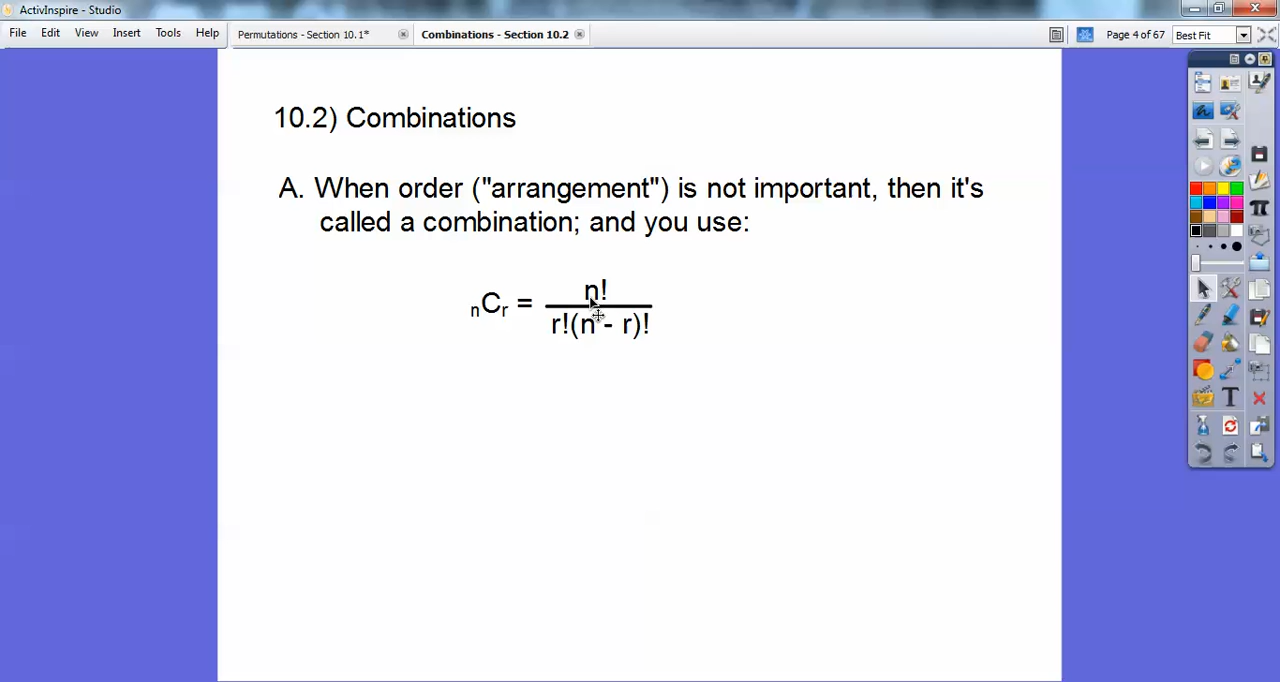 ActivInspire - Studio
File Edit View Insert Tools Help
Permutations - Section 10.1*
Combinations - Section 10.2
Page 4 of 67
Best Fit
10.2) Combinations
A. When order ("arrangement") is not important, then it's
called a combination; and you use:
n!
nCr =
r!(n - r)!